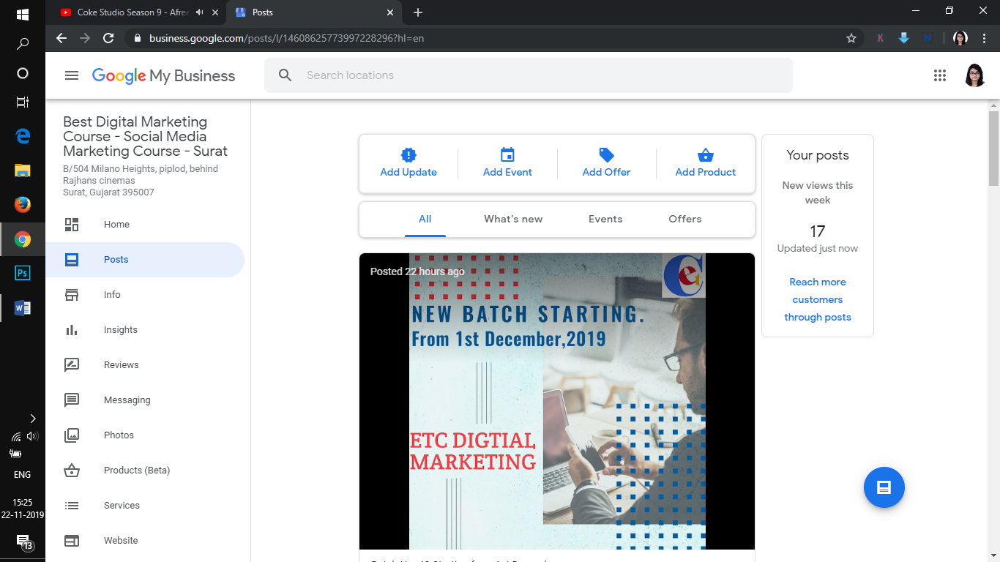 Coke Studio Season 9 - Afree
Posts
business.google.com/posts/l/14608625773997228296?hl=en
K
N
Google My Business
Search locations
Best Digital Marketing
Course - Social Media
Marketing Course - Surat
B/504 Milano Heights, piplod, behind
Rajhans cinemas
Surat, Gujarat 395007
Home
Posts
Info
Insights
Reviews
Messaging
Photos
Products (Beta)
Services
Website
Add Update
Add Event
Add Offer
Add Product
All
What's new
Events
Offers
Posted 22 hours ago
Cet
NEW BATCH STARTING.
From 1st December,2019
ETC DIGTIAL
MARKETING
Your posts
New views this
week
17
Updated just now
Reach more
customers
through posts
Ps
W
ENG
15:25
22-11-2019
13